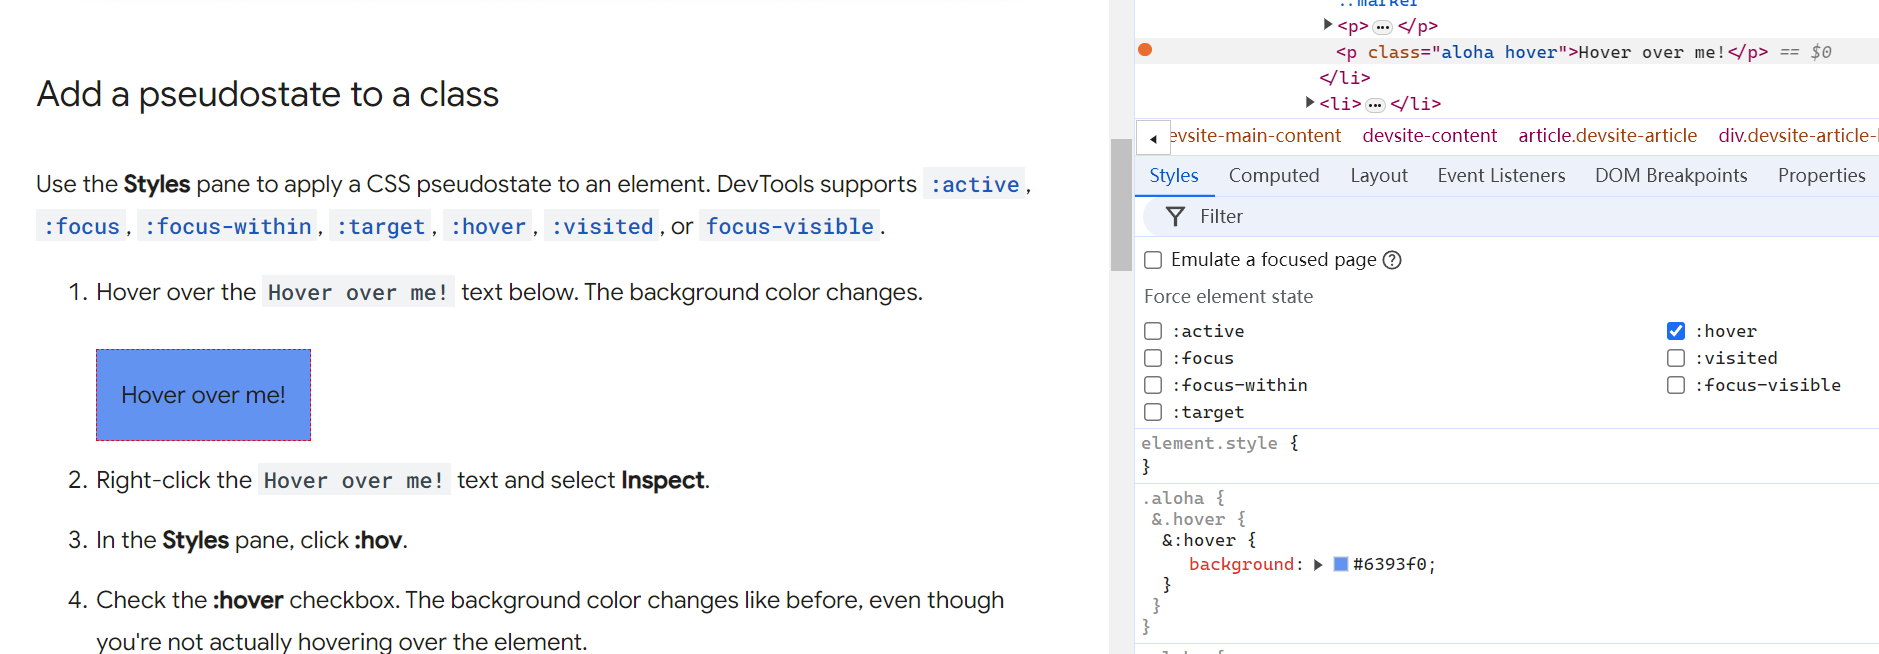 Add a pseudostate to a class
Use the Styles pane to apply a CSS pseudostate to an element. DevTools supports :active,
:focus, :focus-within, :target, :hover, :visited, or focus-visible.
1. Hover over the Hover over me! text below. The background color changes.
Hover over me!
2. Right-click the Hover over me! text and select Inspect.
3. In the Styles pane, click :hov.
4. Check the :hover checkbox. The background color changes like before, even though
you're not actually hovering over the element.
::marker
<p>…</p>
<p class="aloha hover">Hover over me!</p> == $0
</li>
<li>…</li>
evsite-main-content devsite-content article.devsite-article div.devsite-article-
Styles Computed Layout Event Listeners DOM Breakpoints Properties
Filter
Emulate a focused page
Force element state
:active :hover
:focus :visited
:focus-within :focus-visible
:target
element.style {
}
.aloha {
&.hover {
&:hover {
background: #6393f0;
}
}
}